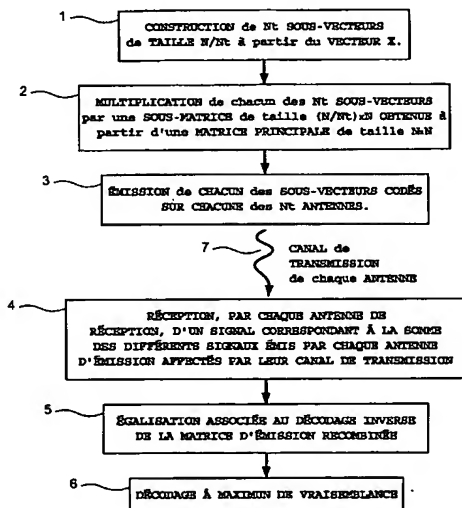 1
CONSTRUCTION de Nt SOUS-VECTEURS
de TAILLE N/Nt à partir du VECTEUR X.
2
MULTIPLICATION de chacun des Nt SOUS-VECTEURS
par une SOUS-MATRICE de taille (N/Nt)xN OBTENUE à
partir d'une MATRICE PRINCIPALE de taille NxN
3
ÉMISSION de CHACUN des SOUS-VECTEURS CODÉS
SUR CHACUNE des Nt ANTENNES.
7
CANAL de
TRANSMISSION
de chaque ANTENNE
4
RÉCEPTION, PAR CHAQUE ANTENNE DE
RÉCEPTION, D'UN SIGNAL CORRESPONDANT À LA SOMME
DES DIFFÉRENTS SIGNAUX ÉMIS PAR CHAQUE ANTENNE
D'ÉMISSION AFFECTÉS PAR LEUR CANAL DE TRANSMISSION
5
ÉGALISATION ASSOCIÉE AU DÉCODAGE INVERSE
DE LA MATRICE D'ÉMISSION RECOMBINÉE
6
DÉCODAGE À MAXIMUN DE VRAISEMBLANCE